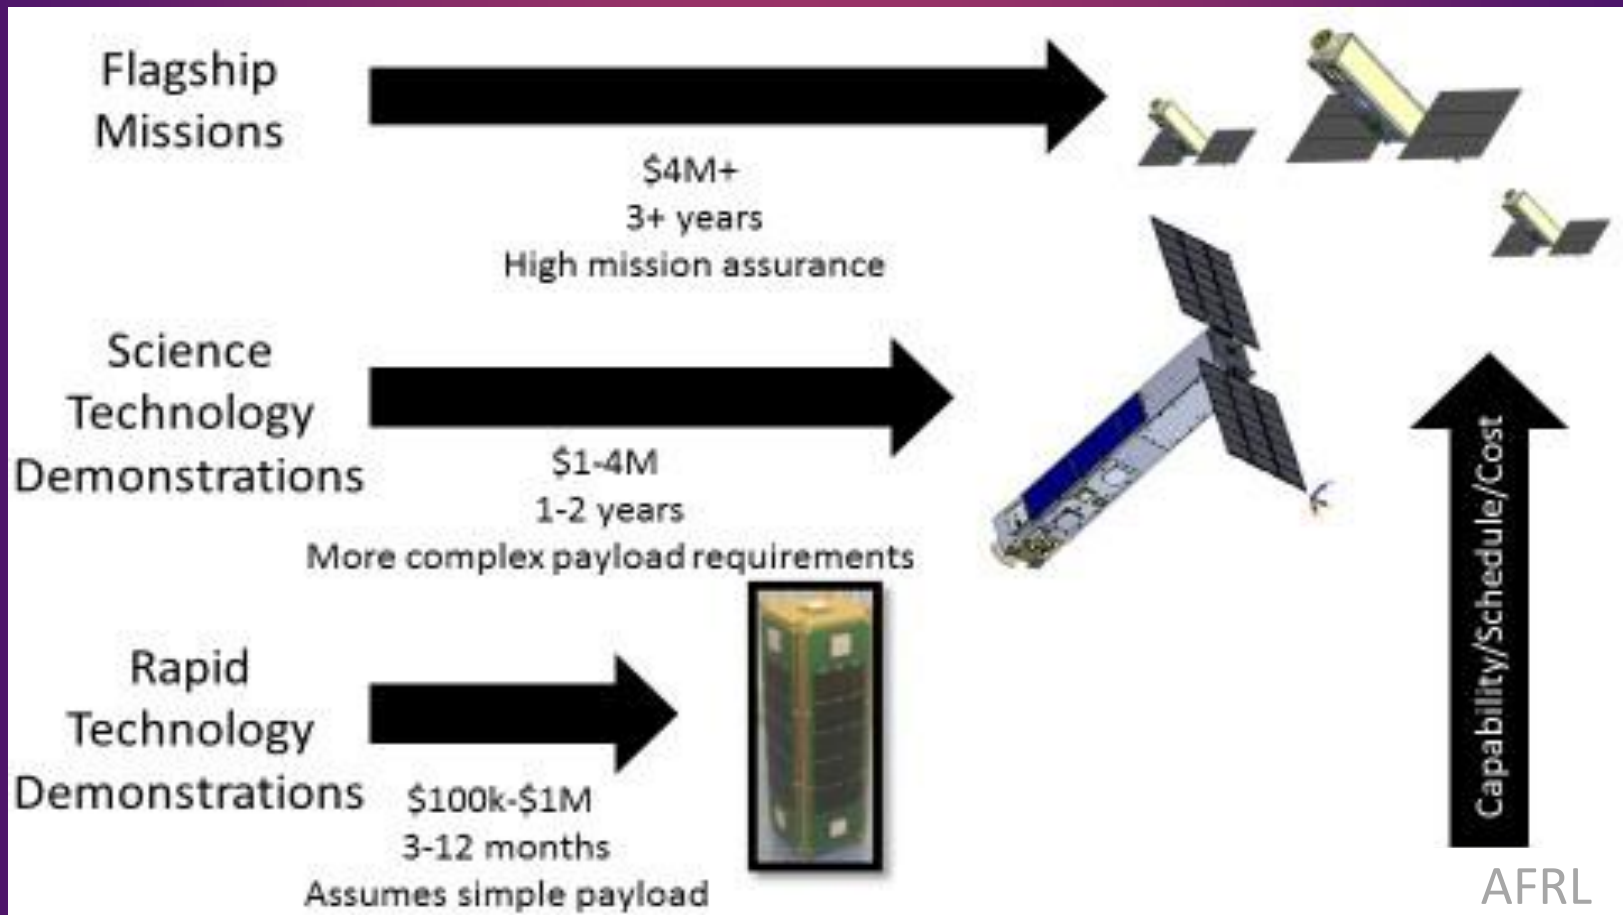 Flagship
Missions
$4M+
3+ years
High mission assurance
Science
Technology
Demonstrations
$1-4M
1-2 years
More complex payload requirements
Rapid
Technology
Demonstrations
$100k-$1M
3-12 months
Assumes simple payload
Capability/Schedule/Cost
AFRL